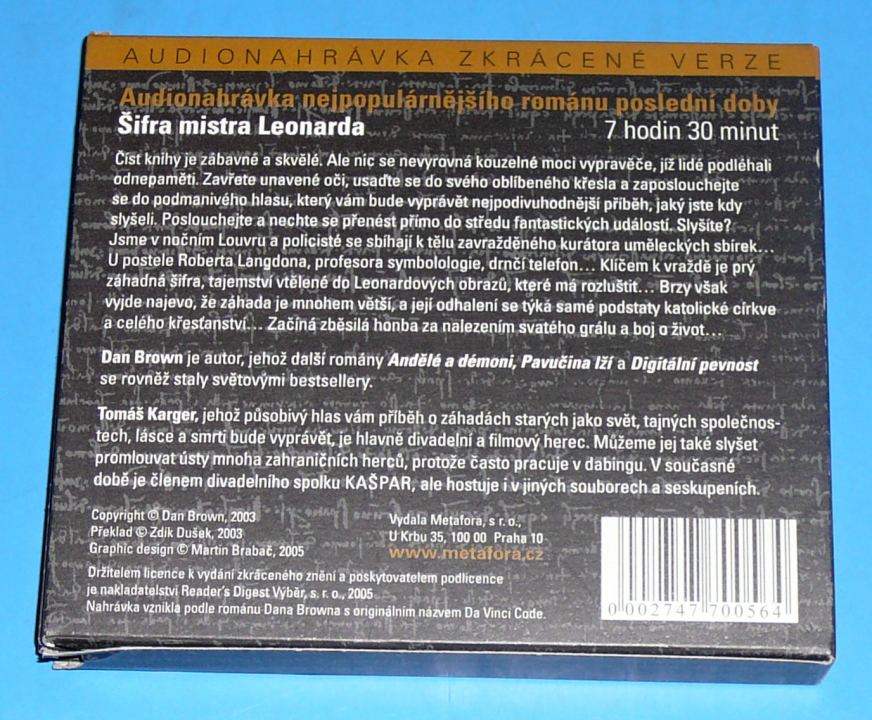 AUDIONAHRÁVKA ZKRÁCENÉ VERZE
Audionahrávka nejpopulárnějšího románu poslední doby
Šifra mistra Leonarda 7 hodin 30 minut
Číst knihy je zábavné a skvělé. Ale nic se nevyrovná kouzelné moci vypravěče, jíž lidé podléhali
odnepaměti. Zavřete unavené oči, usaďte se do svého oblíbeného křesla a zaposlouchejte
se do podmanivého hlasu, který vám bude vyprávět nejpodivuhodnější příběh, jaký jste kdy
slyšeli. Poslouchejte a nechte se přenést přímo do středu fantastických událostí. Slyšíte?
Jsme v nočním Louvru a policisté se sbíhají k tělu zavražděného kurátora uměleckých sbírek...
U postele Roberta Langdona, profesora symbolologie, drnčí telefon... Klíčem k vraždě je prý
záhadná šifra, tajemství vtělené do Leonardových obrazů, které má rozluštit... Brzy však
vyjde najevo, že záhada je mnohem větší, a její odhalení se týká samé podstaty katolické církve
a celého křesťanství... Začíná zběsilá honba za nalezením svatého grálu a boj o život...
Dan Brown je autor, jehož další romány Andělé a démoni, Pavučina lží a Digitální pevnost
se rovněž staly světovými bestsellery.
Tomáš Karger, jehož působivý hlas vám příběh o záhadách starých jako svět, tajných společnos-
tech, lásce a smrti bude vyprávět, je hlavně divadelní a filmový herec. Můžeme jej také slyšet
promlouvat ústy mnoha zahraničních herců, protože často pracuje v dabingu. V současné
době je členem divadelního spolku KAŠPAR, ale hostuje i v jiných souborech a seskupeních.
Copyright © Dan Brown, 2003
Překlad © Zdík Dušek, 2003
Graphic design © Martin Brabač, 2005
Vydala Metafora, s r. o.,
U Krbu 35, 100 00 Praha 10
www.metafora.cz
Držitelem licence k vydání zkráceného znění a poskytovatelem podlicence
je nakladatelství Reader's Digest Výběr, s. r. o., 2005
Nahrávka vznikla podle románu Dana Browna s originálním názvem Da Vinci Code.
0 002747 700564